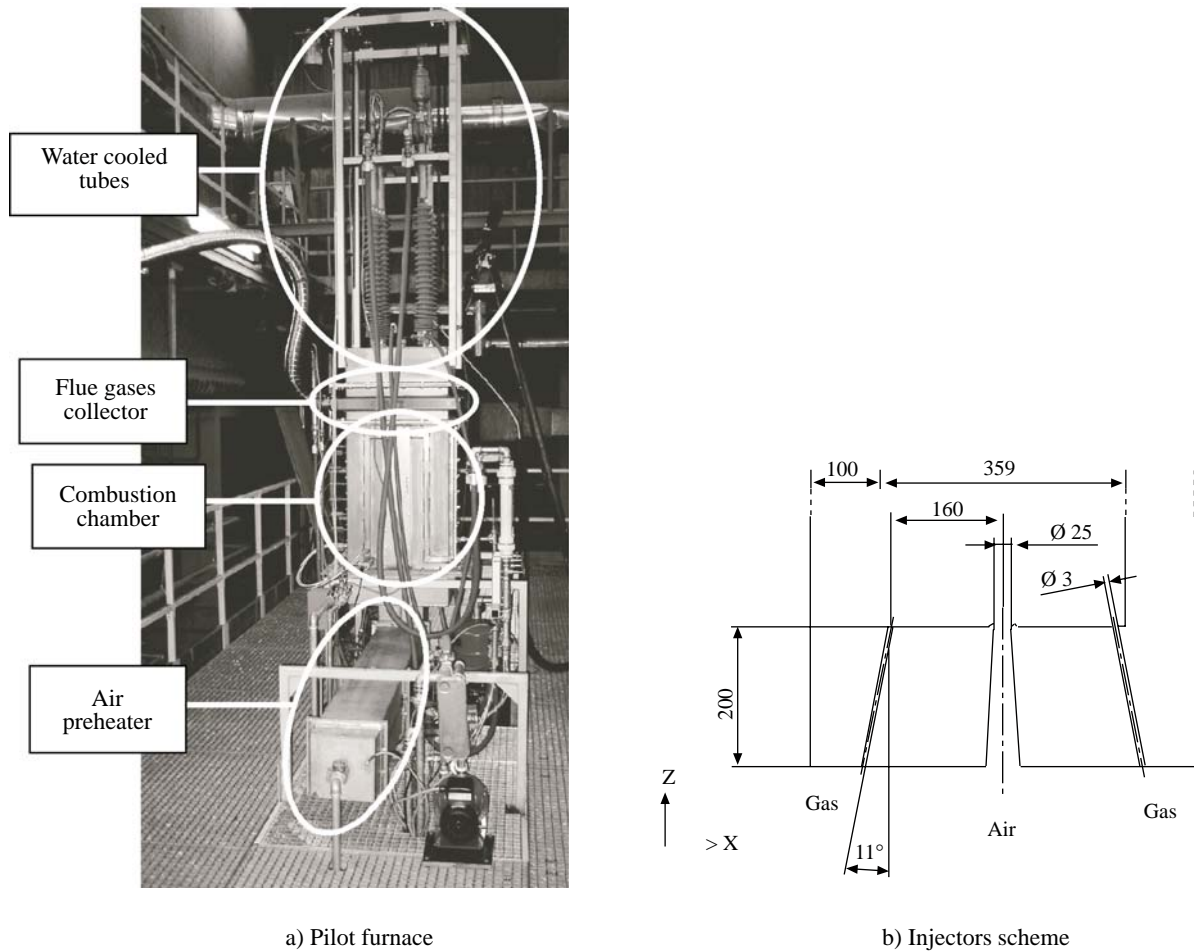 Water cooled
tubes
Flue gases
collector
Combustion
chamber
Air
preheater
a) Pilot furnace
100
359
160
Ø 25
Ø 3
200
Z
Gas
Air
Gas
> X
11°
b) Injectors scheme